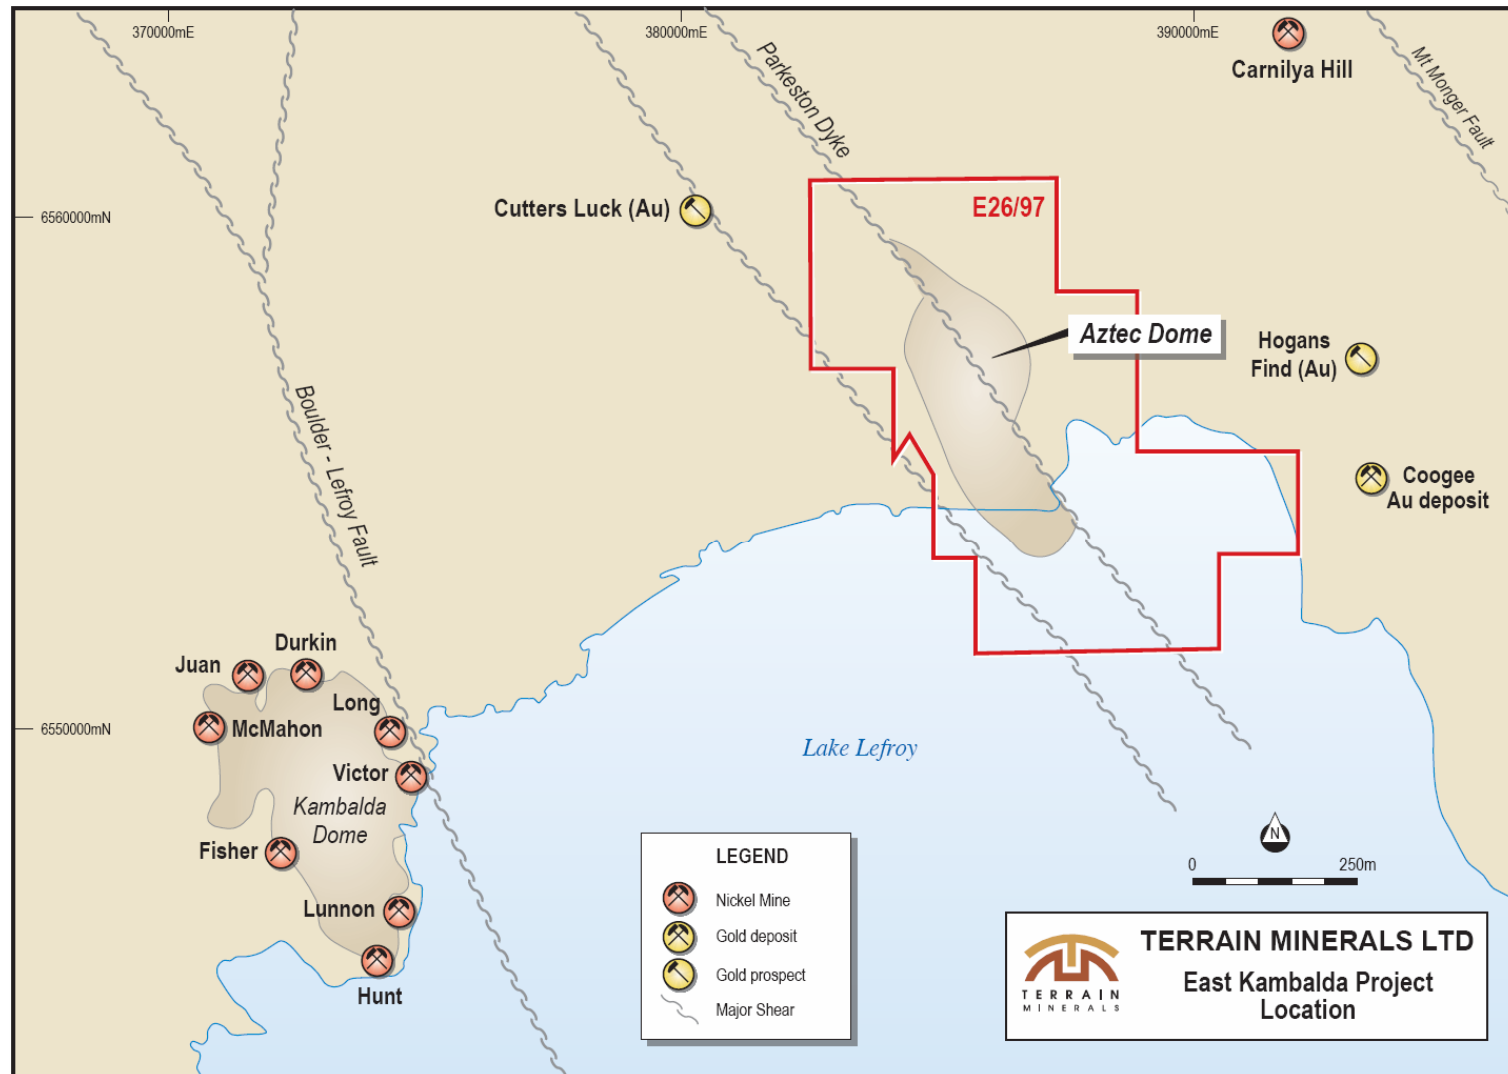 370000mE
380000mE
390000mE
Carnilya Hill
Mt Monger Fault
Parkeston Dyke
6560000mN
Cutters Luck (Au)
E26/97
Aztec Dome
Hogans
Find (Au)
Boulder - Lefroy Fault
Coogee
Au deposit
Durkin
Juan
Long
McMahon
6550000mN
Lake Lefroy
Victor
Kambalda
Dome
Fisher
Lunnon
Hunt
LEGEND
Nickel Mine
Gold deposit
Gold prospect
Major Shear
N
0 250m
TERRAIN
MINERALS
TERRAIN MINERALS LTD
East Kambalda Project
Location